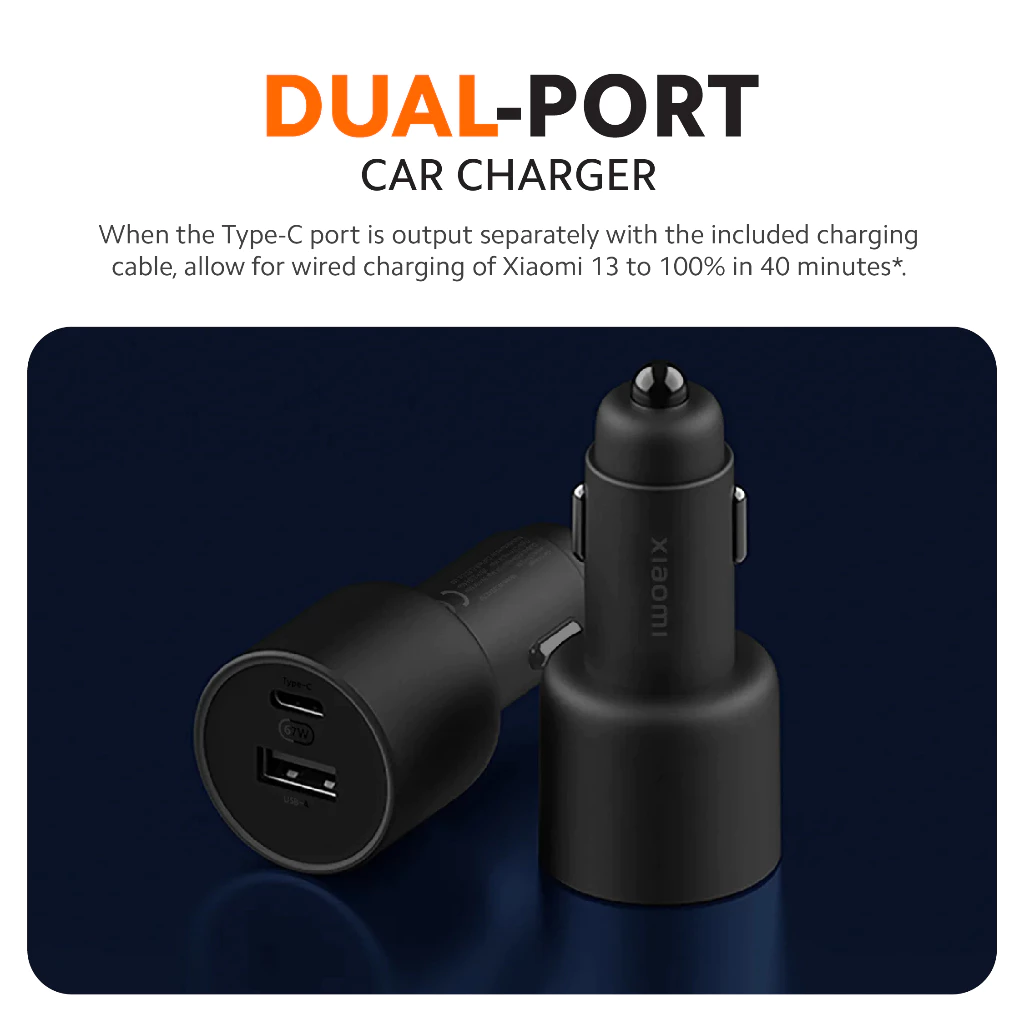 DUAL-PORT
CAR CHARGER
When the Type-C port is output separately with the included charging
cable, allow for wired charging of Xiaomi 13 to 100% in 40 minutes*.
xiaomi
Type-C
67W
USB-A